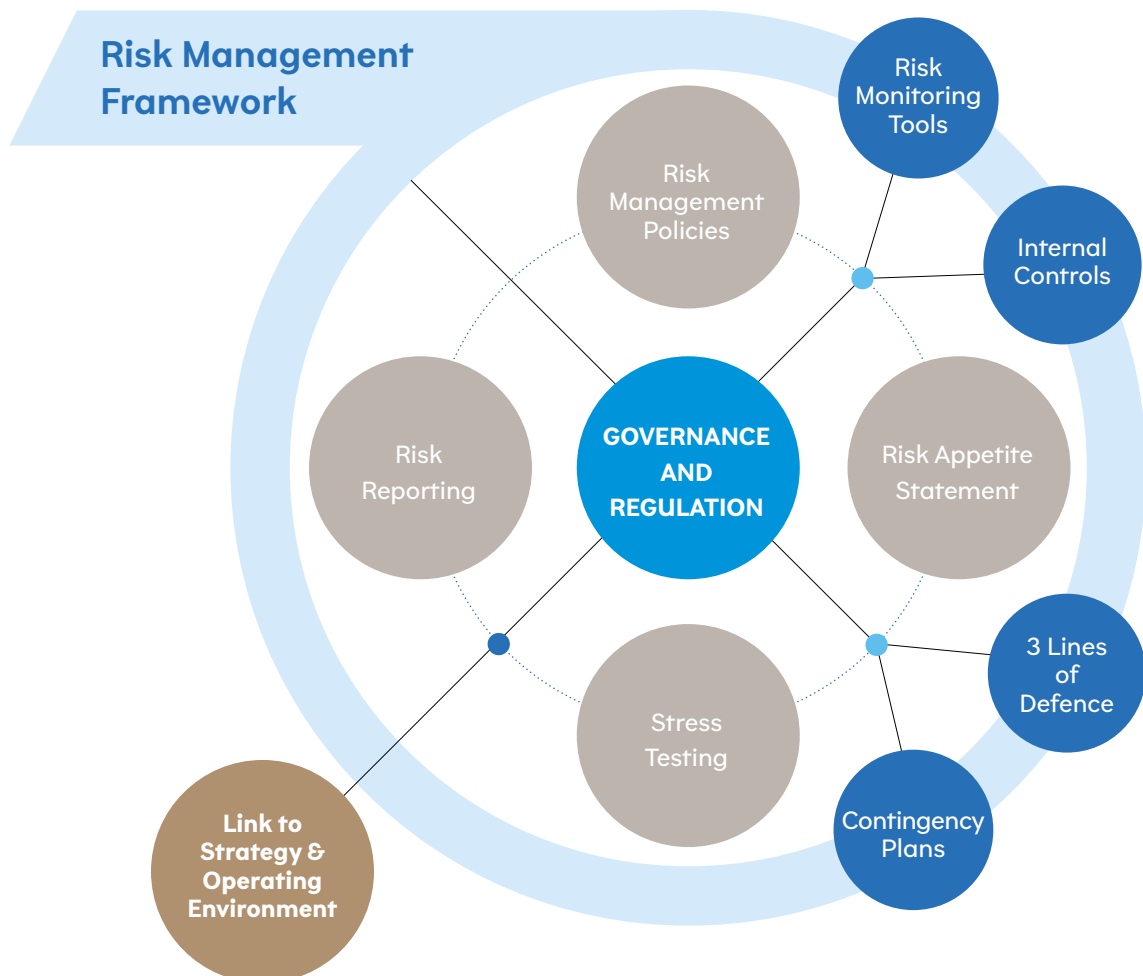 Risk Management
Framework
Risk
Monitoring
Tools
Risk
Management
Policies
Internal
Controls
GOVERNANCE
AND
REGULATION
Risk
Reporting
Risk Appetite
Statement
3 Lines
of
Defence
Stress
Testing
Contingency
Plans
Link to
Strategy &
Operating
Environment